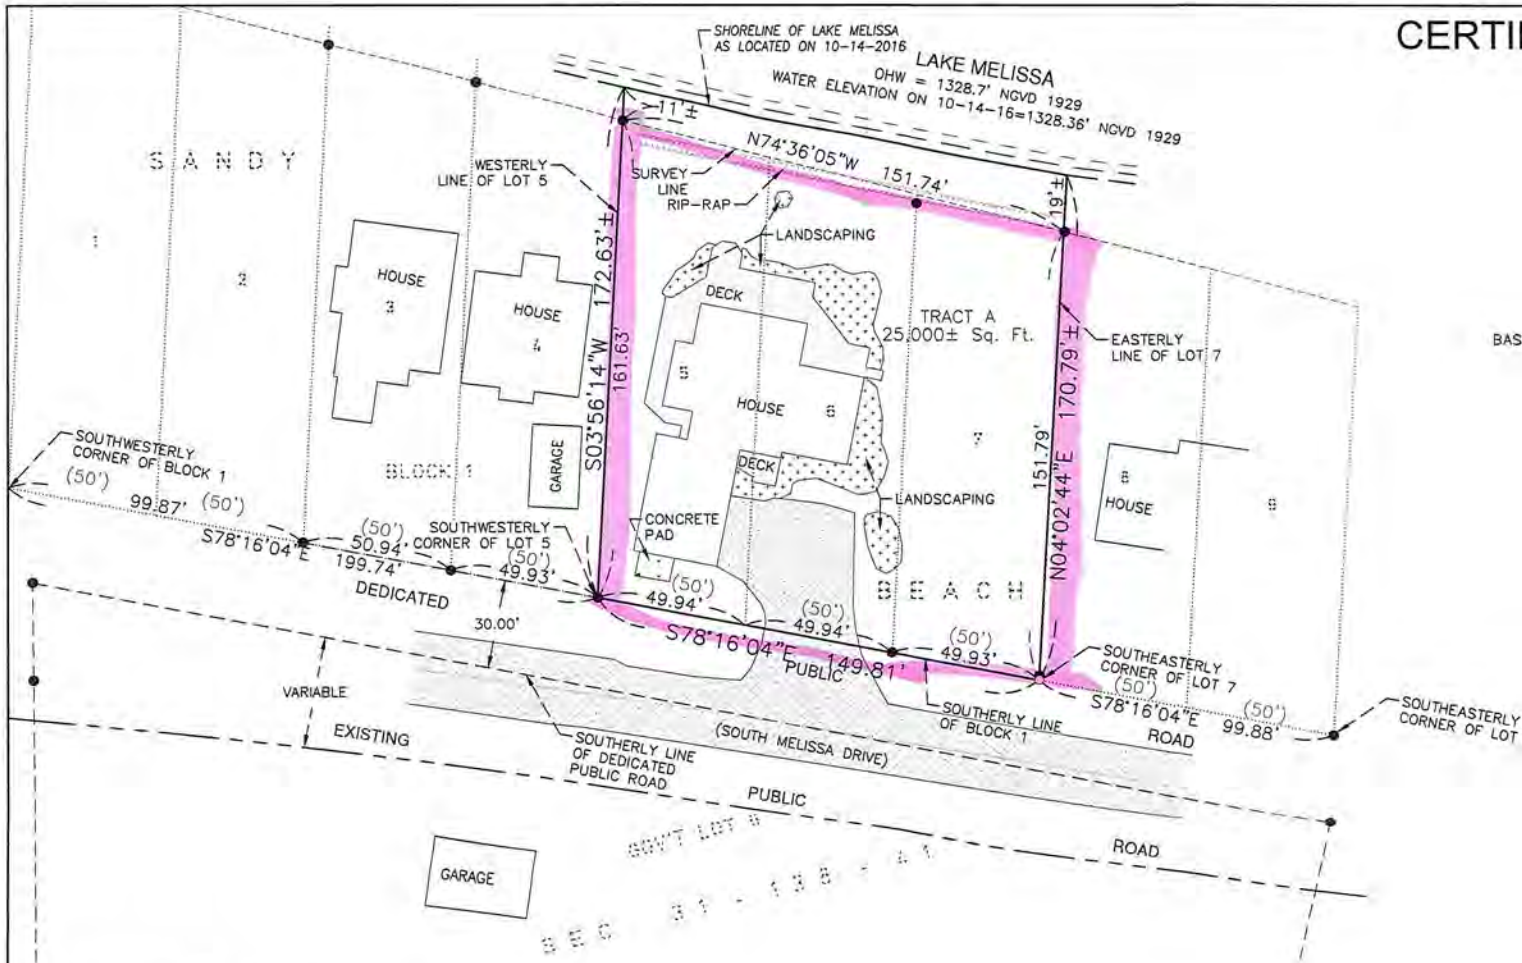 CERTI
SHORELINE OF LAKE MELISSA
AS LOCATED ON 10-14-2016
LAKE MELISSA
OHW = 1328.7' NGVD 1929
WATER ELEVATION ON 10-14-16=1328.36' NGVD 1929
11'±
N74°36'05"W 151.74'
19'±
SANDY
WESTERLY
LINE OF LOT 5
SURVEY
LINE
RIP-RAP
LANDSCAPING
1
2
HOUSE
3
HOUSE
4
DECK
TRACT A
25,000± Sq. Ft.
EASTERLY
LINE OF LOT 7
BAS
S03°56'14"W 172.63'±
161.63'
5
HOUSE
6
7
N04°02'44"E 170.79'±
151.79'
DECK
LANDSCAPING
8
HOUSE
9
SOUTHWESTERLY
CORNER OF BLOCK 1
BLOCK 1
GARAGE
(50')
99.87'
(50')
S78°16'04"E
(50')
50.94'
199.74'
(50')
49.93'
SOUTHWESTERLY
CORNER OF LOT 5
CONCRETE
PAD
BEACH
DEDICATED
30.00'
(50')
49.94'
(50')
49.94'
(50')
49.93'
S78°16'04"E 149.81'
PUBLIC
SOUTHEASTERLY
CORNER OF LOT 7
(50')
S78°16'04"E
(50')
99.88'
SOUTHEASTERLY
CORNER OF LOT
VARIABLE
SOUTHERLY LINE
OF BLOCK 1
ROAD
EXISTING
SOUTHERLY LINE
OF DEDICATED
PUBLIC ROAD
(SOUTH MELISSA DRIVE)
PUBLIC
ROAD
GARAGE
GOV'T LOT
SEC 31 - 138 - 41